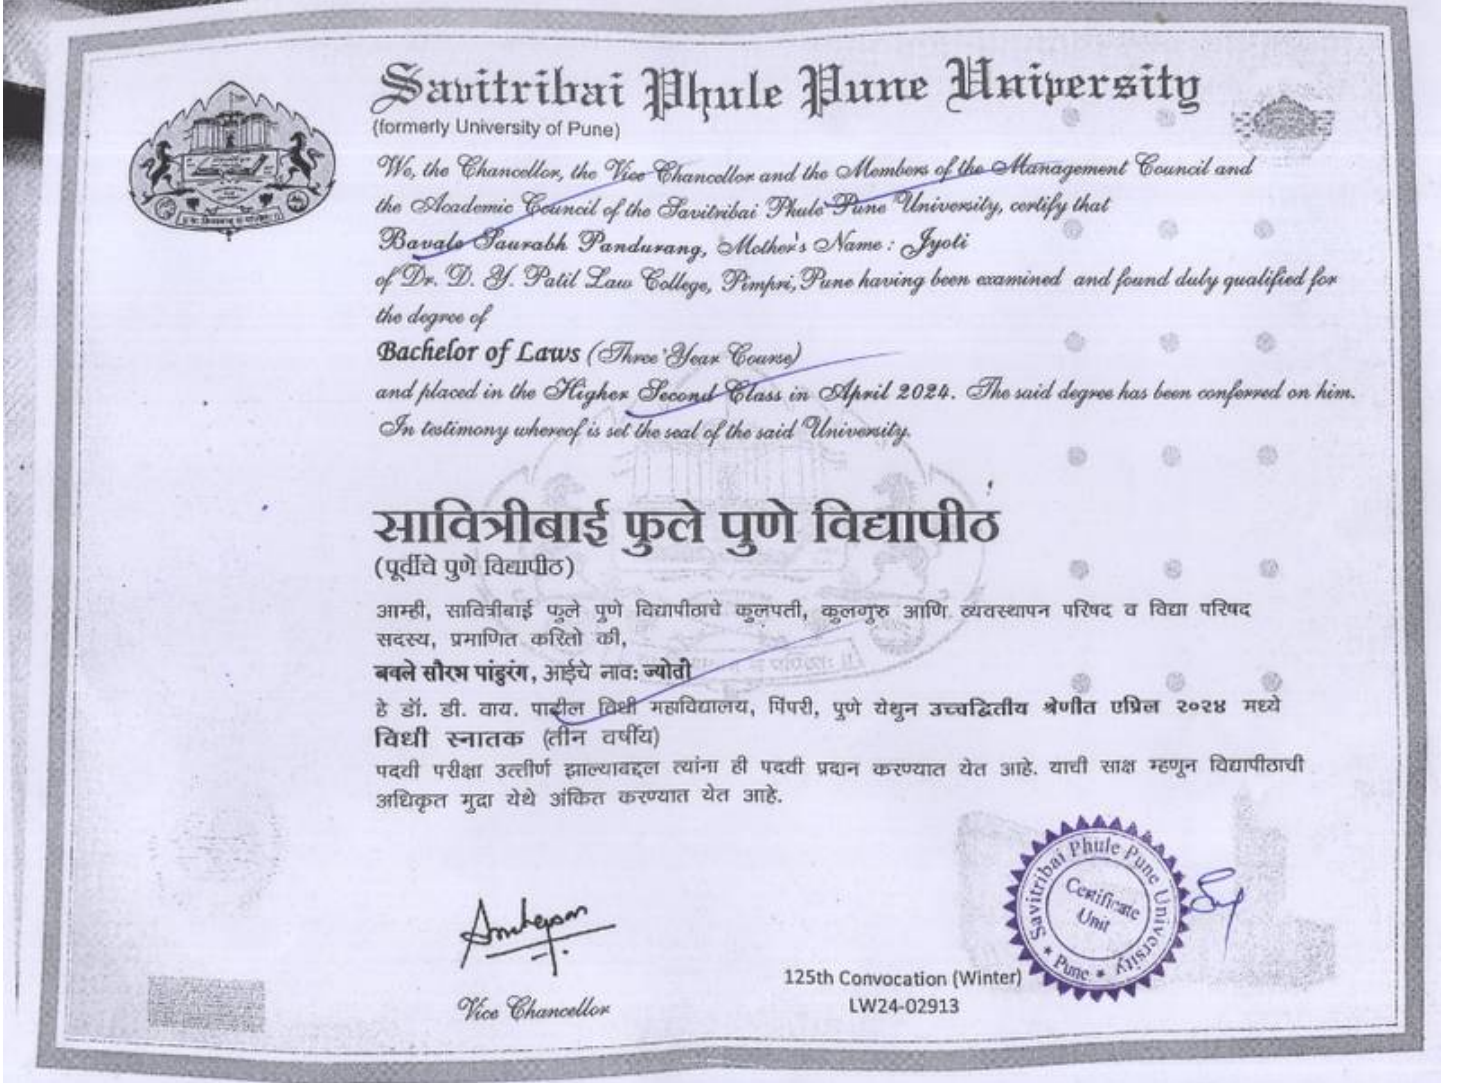 Savitribai Phule Pune University
(formerly University of Pune)
We, the Chancellor, the Vice Chancellor and the Members of the Management Council and
the Academic Council of the Savitribai Phule Pune University, certify that
Bavale Saurabh Pandurang, Mother's Name : Jyoti
of Dr. D. Y. Patil Law College, Pimpri, Pune having been examined and found duly qualified for
the degree of
Bachelor of Laws (Three Year Course)
and placed in the Higher Second Class in April 2024. The said degree has been conferred on him.
In testimony whereof is set the seal of the said University.
सावित्रीबाई फुले पुणे विद्यापीठ
(पूर्वीचे पुणे विद्यापीठ)
आम्ही, सावित्रीबाई फुले पुणे विद्यापीठाचे कुलपती, कुलगुरु आणि व्यवस्थापन परिषद व विद्या परिषद
सदस्य, प्रमाणित करितो की,
बवले सौरभ पांडुरंग, आईचे नाव: ज्योती
हे डॉ. डी. वाय. पाटील विधी महाविद्यालय, पिंपरी, पुणे येथुन उच्चद्वितीय श्रेणीत एप्रिल २०२४ मध्ये
विधी स्नातक (तीन वर्षीय)
पदवी परीक्षा उत्तीर्ण झाल्याबद्दल त्यांना ही पदवी प्रदान करण्यात येत आहे. याची साक्ष म्हणून विद्यापीठाची
अधिकृत मुद्रा येथे अंकित करण्यात येत आहे.
Savitribai Phule Pune University
Certificate
Unit
Pune
125th Convocation (Winter)
LW24-02913
Vice Chancellor